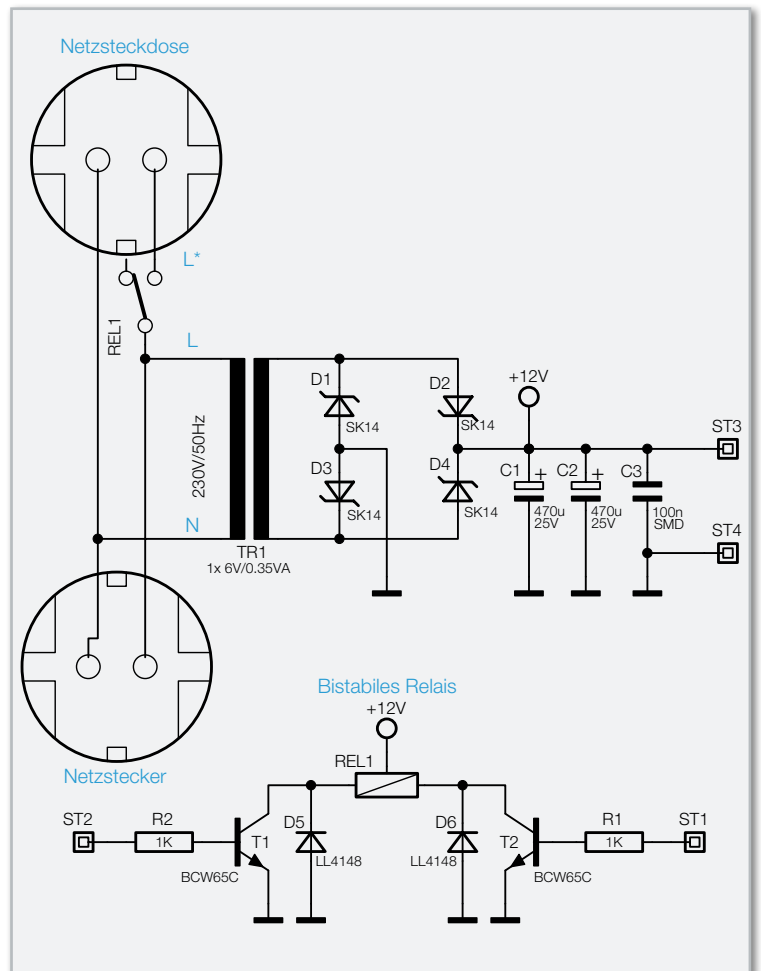 Netzsteckdose
L*
REL1
L
230V/50Hz
N
TR1
1x 6V/0.35VA
D1
SK14
D2
SK14
D3
SK14
D4
SK14
+12V
C1
+
470u
25V
C2
+
470u
25V
C3
100n
SMD
ST3
ST4
Netzstecker
Bistabiles Relais
+12V
REL1
ST2
R2
1K
T1
BCW65C
D5
LL4148
D6
LL4148
T2
BCW65C
R1
1K
ST1